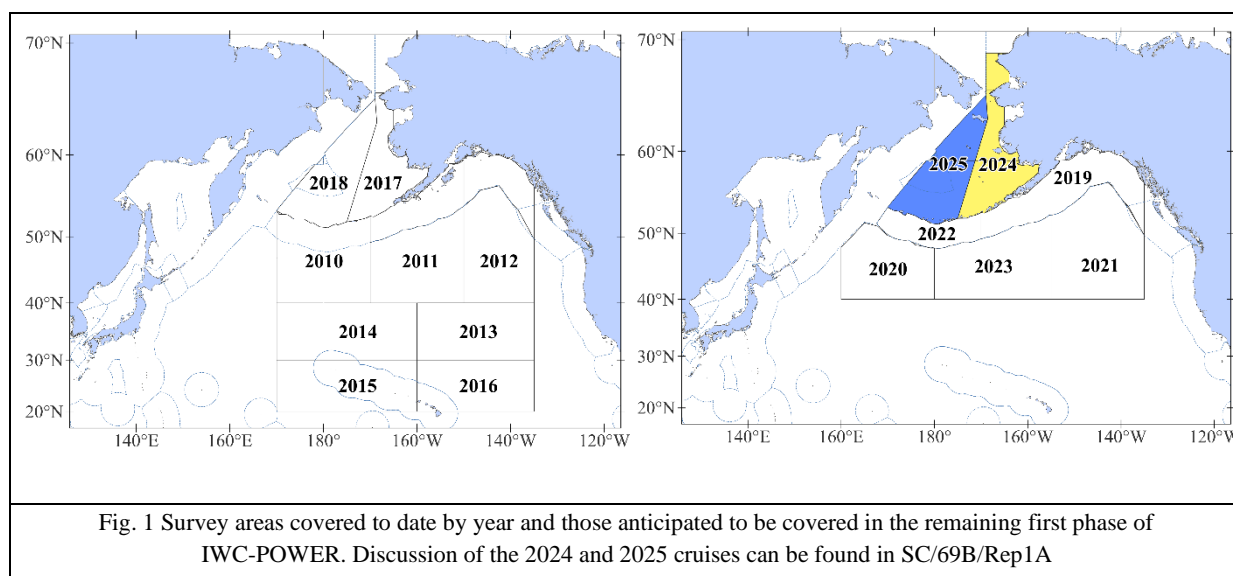 70°N
60°N
50°N
40°N
30°N
20°N
2018
2017
2010
2011
2012
2014
2013
2015
2016
140°E
160°E
180°
160°W
140°W
120°W
70°N
60°N
50°N
40°N
30°N
20°N
2025
2024
2019
2022
2020
2023
2021
140°E
160°E
180°
160°W
140°W
120°W
Fig. 1 Survey areas covered to date by year and those anticipated to be covered in the remaining first phase of
IWC-POWER. Discussion of the 2024 and 2025 cruises can be found in SC/69B/Rep1A